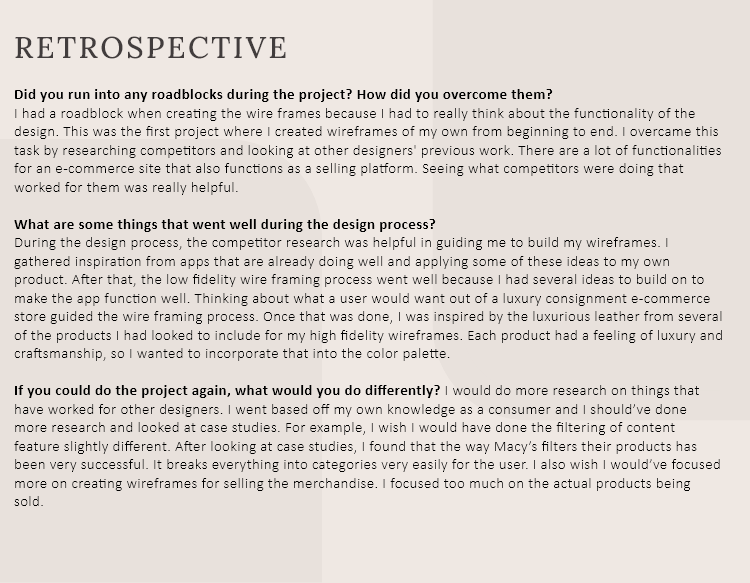 RETROSPECTIVE
Did you run into any roadblocks during the project? How did you overcome them?
I had a roadblock when creating the wire frames because I had to really think about the functionality of the
design. This was the first project where I created wireframes of my own from beginning to end. I overcame this
task by researching competitors and looking at other designers' previous work. There are a lot of functionalities
for an e-commerce site that also functions as a selling platform. Seeing what competitors were doing that
worked for them was really helpful.
What are some things that went well during the design process?
During the design process, the competitor research was helpful in guiding me to build my wireframes. I
gathered inspiration from apps that are already doing well and applying some of these ideas to my own
product. After that, the low fidelity wire framing process went well because I had several ideas to build on to
make the app function well. Thinking about what a user would want out of a luxury consignment e-commerce
store guided the wire framing process. Once that was done, I was inspired by the luxurious leather from several
of the products I had looked to include for my high fidelity wireframes. Each product had a feeling of luxury and
craftsmanship, so I wanted to incorporate that into the color palette.
If you could do the project again, what would you do differently? I would do more research on things that
have worked for other designers. I went based off my own knowledge as a consumer and I should've done
more research and looked at case studies. For example, I wish I would have done the filtering of content
feature slightly different. After looking at case studies, I found that the way Macy's filters their products has
been very successful. It breaks everything into categories very easily for the user. I also wish I would've focused
more on creating wireframes for selling the merchandise. I focused too much on the actual products being
sold.